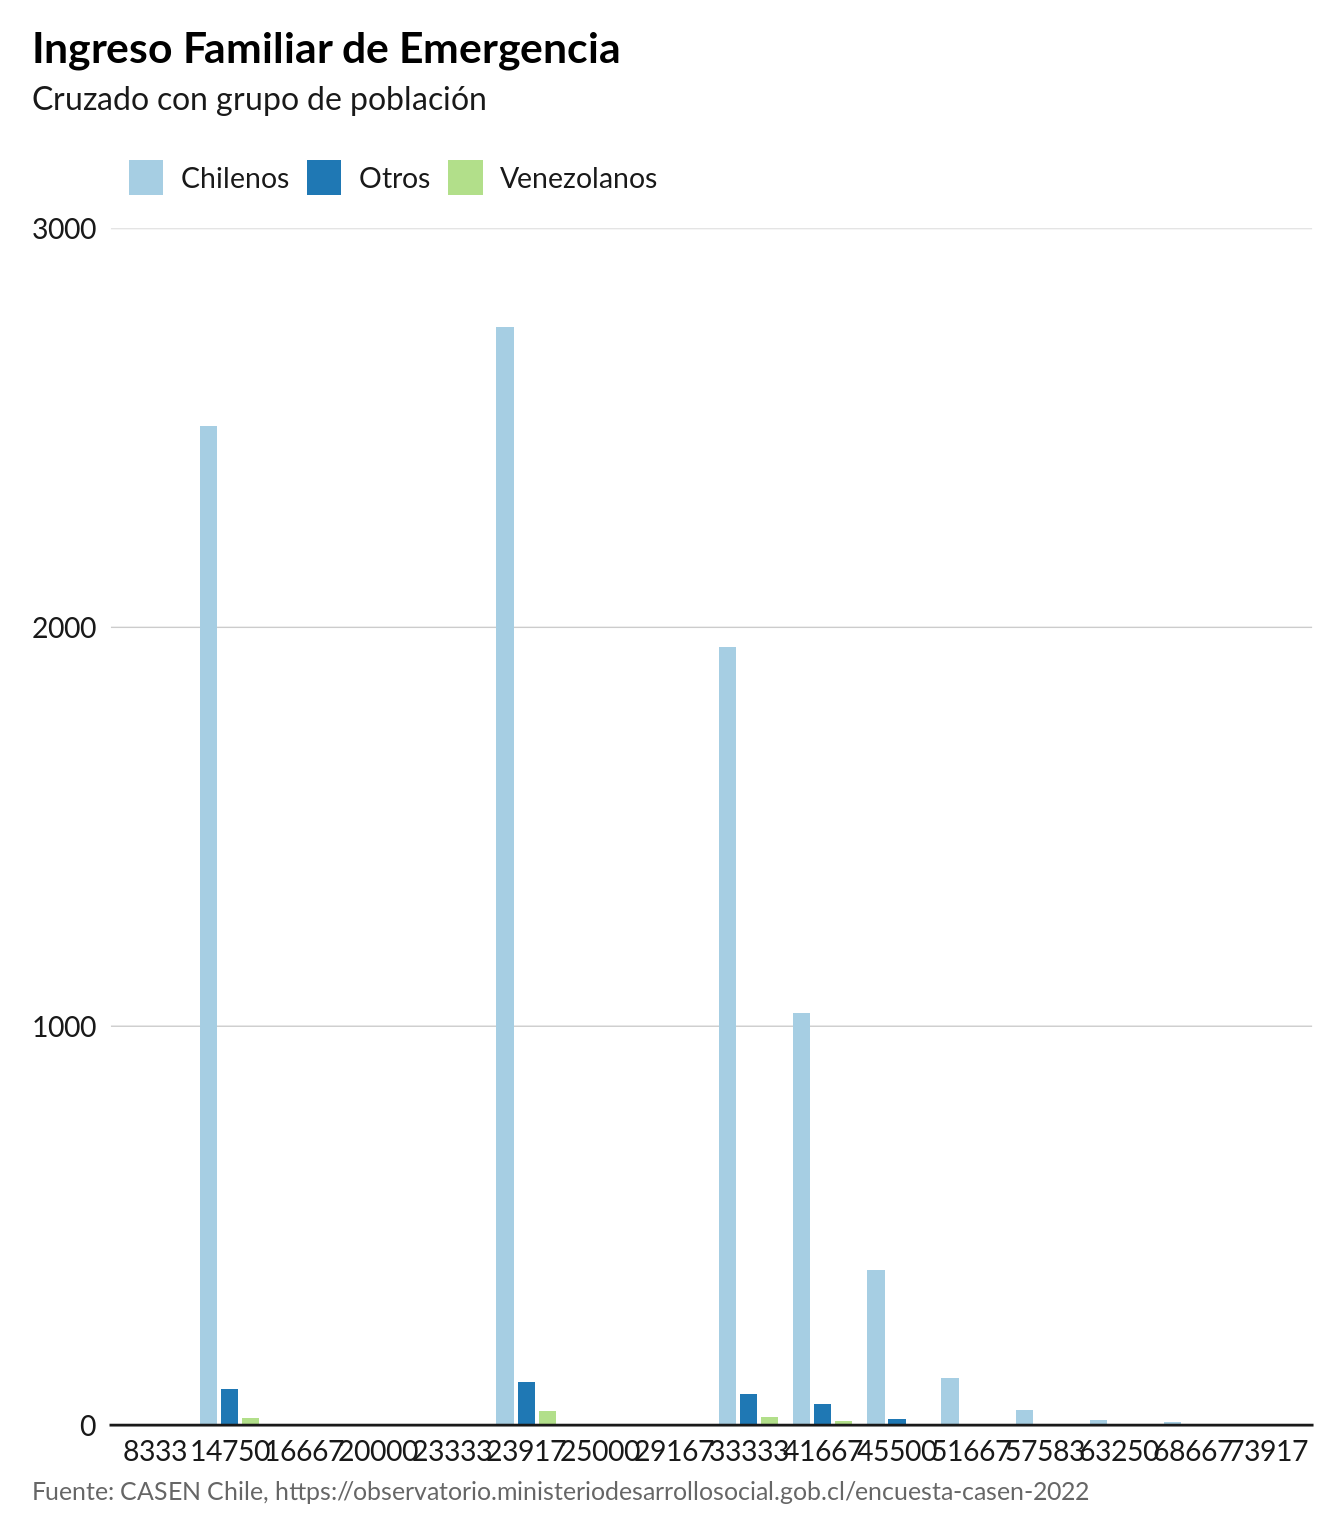 Ingreso Familiar de Emergencia
Cruzado con grupo de población
Chilenos Otros Venezolanos
3000
2000
1000
0
8333 14750 16667 20000 23333 23917 25000 29167 33333 41667 45500 51667 57583 63250 68667 73917
Fuente: CASEN Chile, https://observatorio.ministeriodesarrollosocial.gob.cl/encuesta-casen-2022